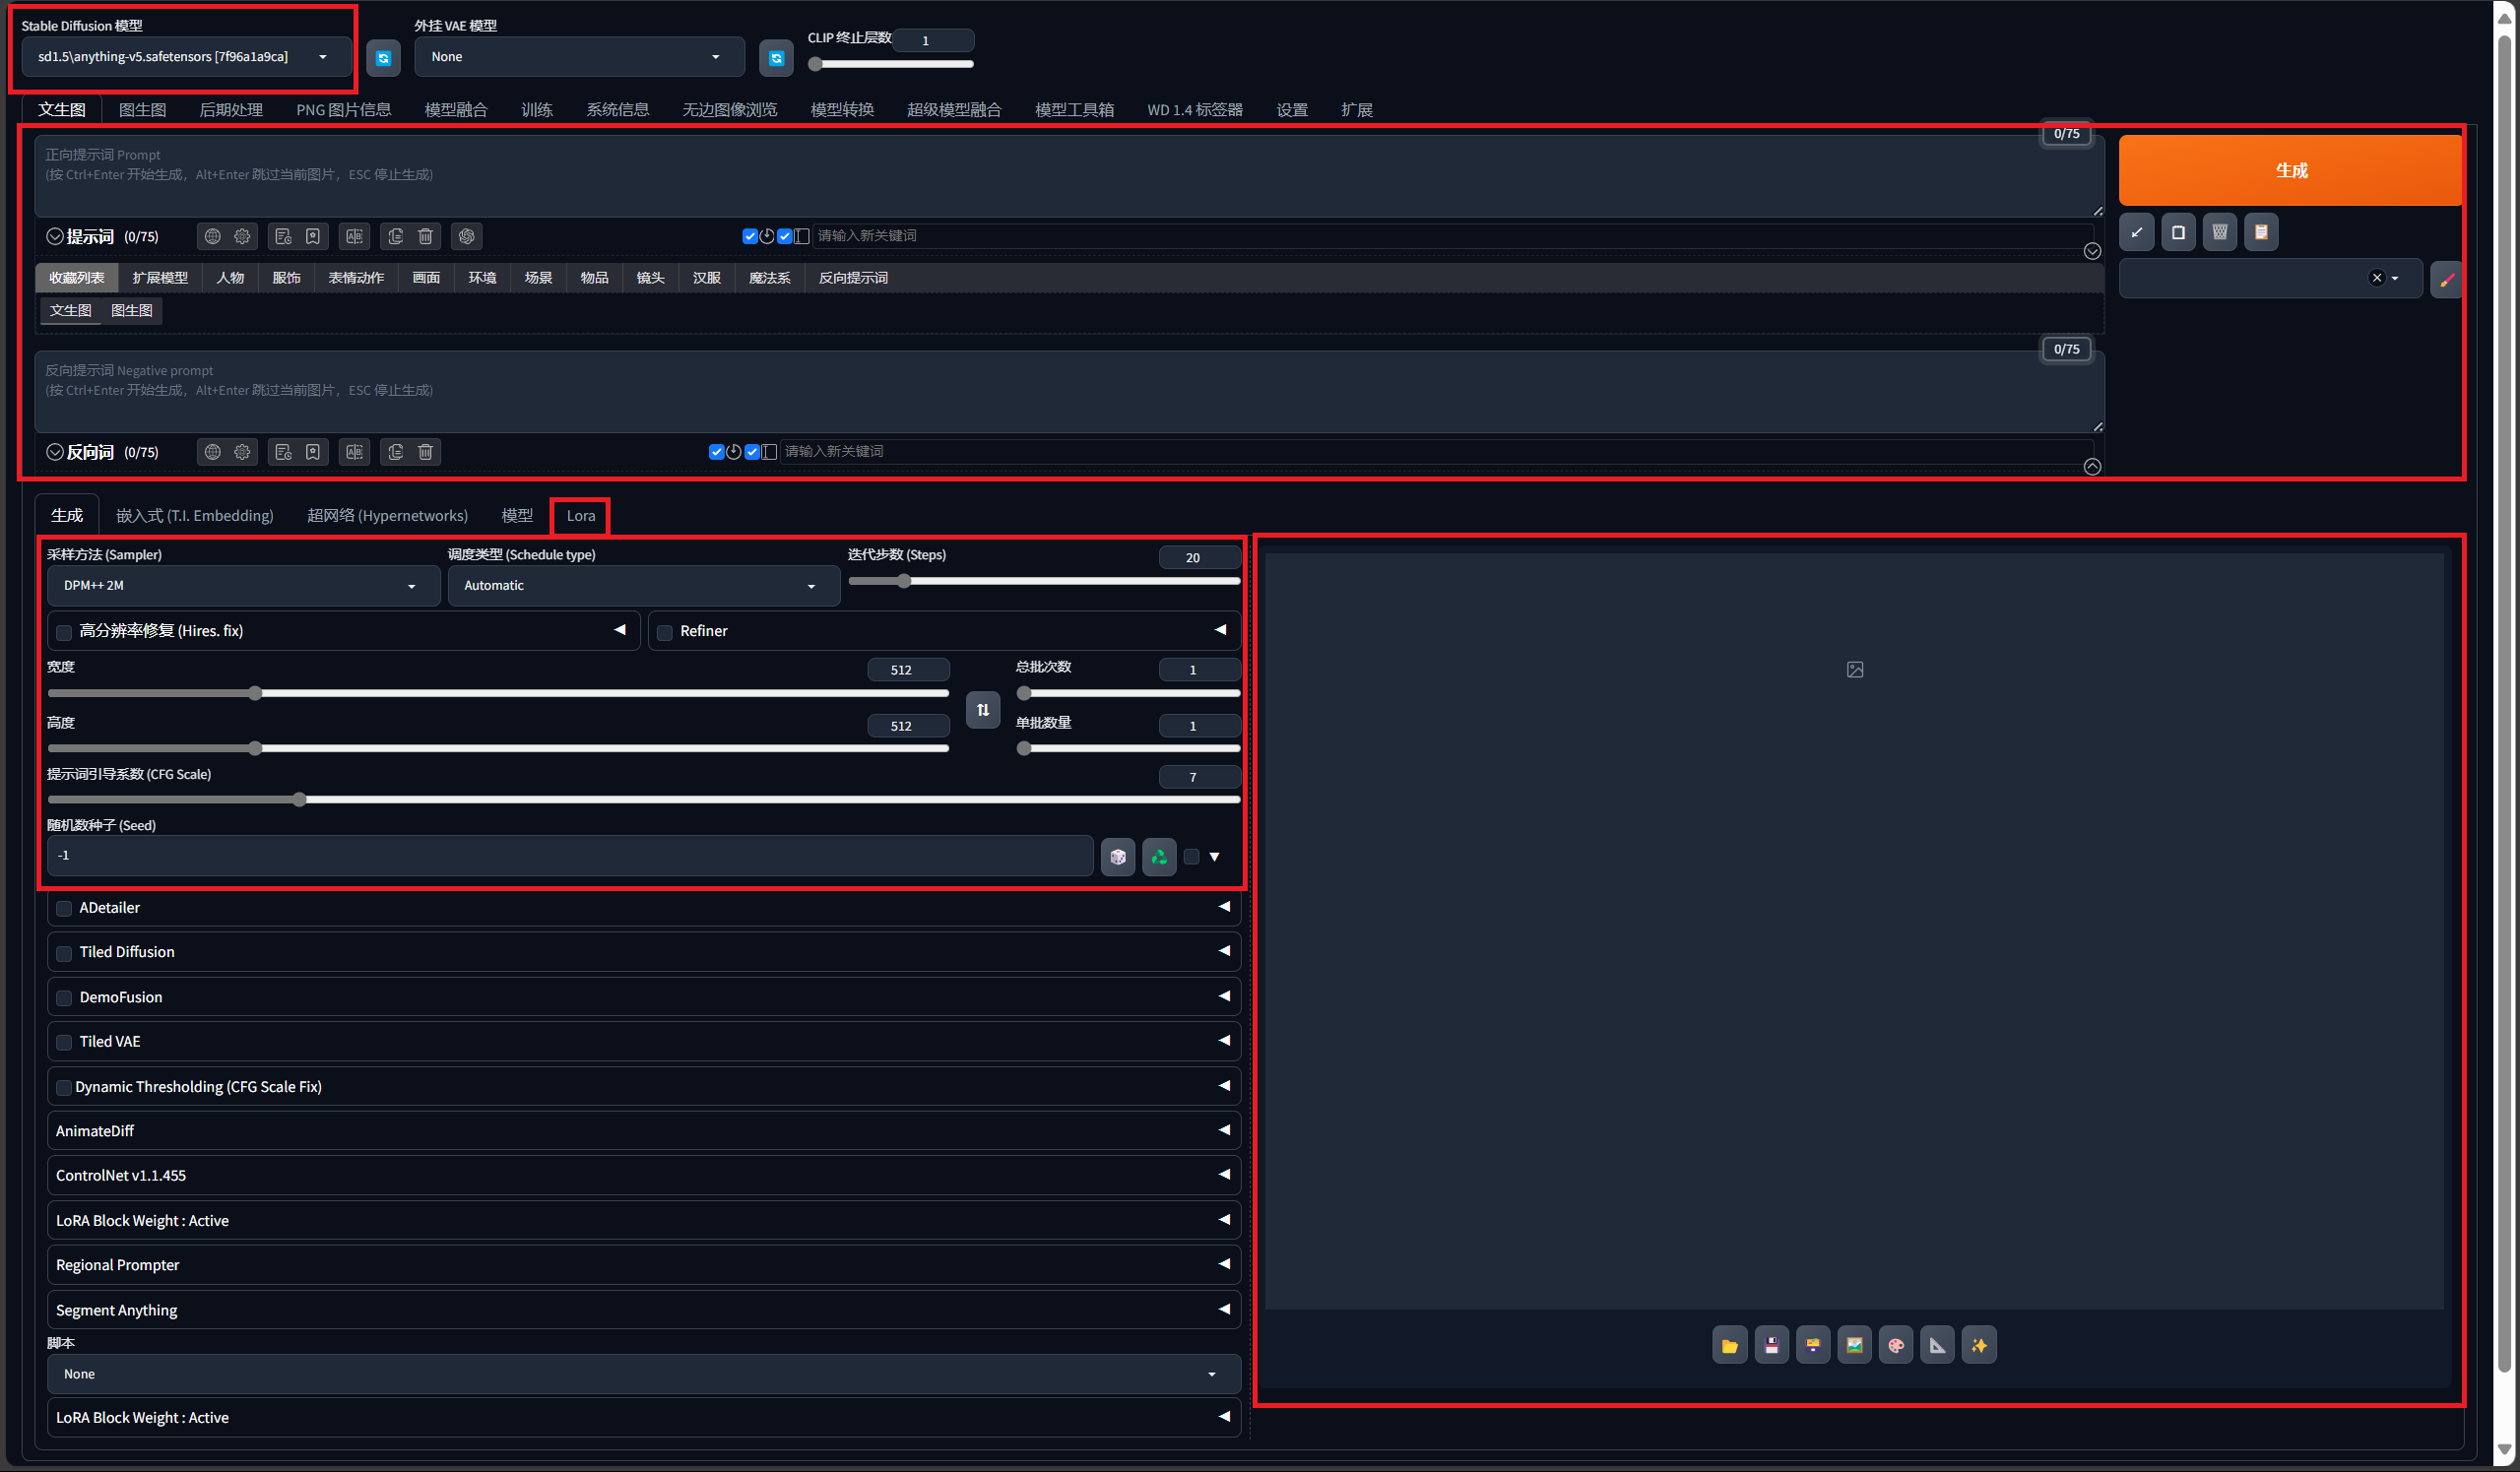 Stable Diffusion 模型
sd1.5\anything-v5.safetensors [7f96a1a9ca]
外挂 VAE 模型
None
CLIP 终止层数
1
文生图 图生图 后期处理 PNG 图片信息 模型融合 训练 系统信息 无边图像浏览 模型转换 超级模型融合 模型工具箱 WD 1.4 标签器 设置 扩展
0/75
正向提示词 Prompt
(按 Ctrl+Enter 开始生成，Alt+Enter 跳过当前图片，ESC 停止生成)
生成
提示词 (0/75)
请输入新关键词
收藏列表 扩展模型 人物 服饰 表情动作 画面 环境 场景 物品 镜头 汉服 魔法系 反向提示词
文生图 图生图
0/75
反向提示词 Negative prompt
(按 Ctrl+Enter 开始生成，Alt+Enter 跳过当前图片，ESC 停止生成)
反向词 (0/75)
请输入新关键词
生成 嵌入式 (T.I. Embedding) 超网络 (Hypernetworks) 模型 Lora
采样方法 (Sampler)
DPM++ 2M
调度类型 (Schedule type)
Automatic
迭代步数 (Steps)
20
高分辨率修复 (Hires. fix)
Refiner
宽度
512
总批次数
1
高度
512
单批数量
1
提示词引导系数 (CFG Scale)
7
随机数种子 (Seed)
-1
ADetailer
Tiled Diffusion
DemoFusion
Tiled VAE
Dynamic Thresholding (CFG Scale Fix)
AnimateDiff
ControlNet v1.1.455
LoRA Block Weight : Active
Regional Prompter
Segment Anything
脚本
None
LoRA Block Weight : Active